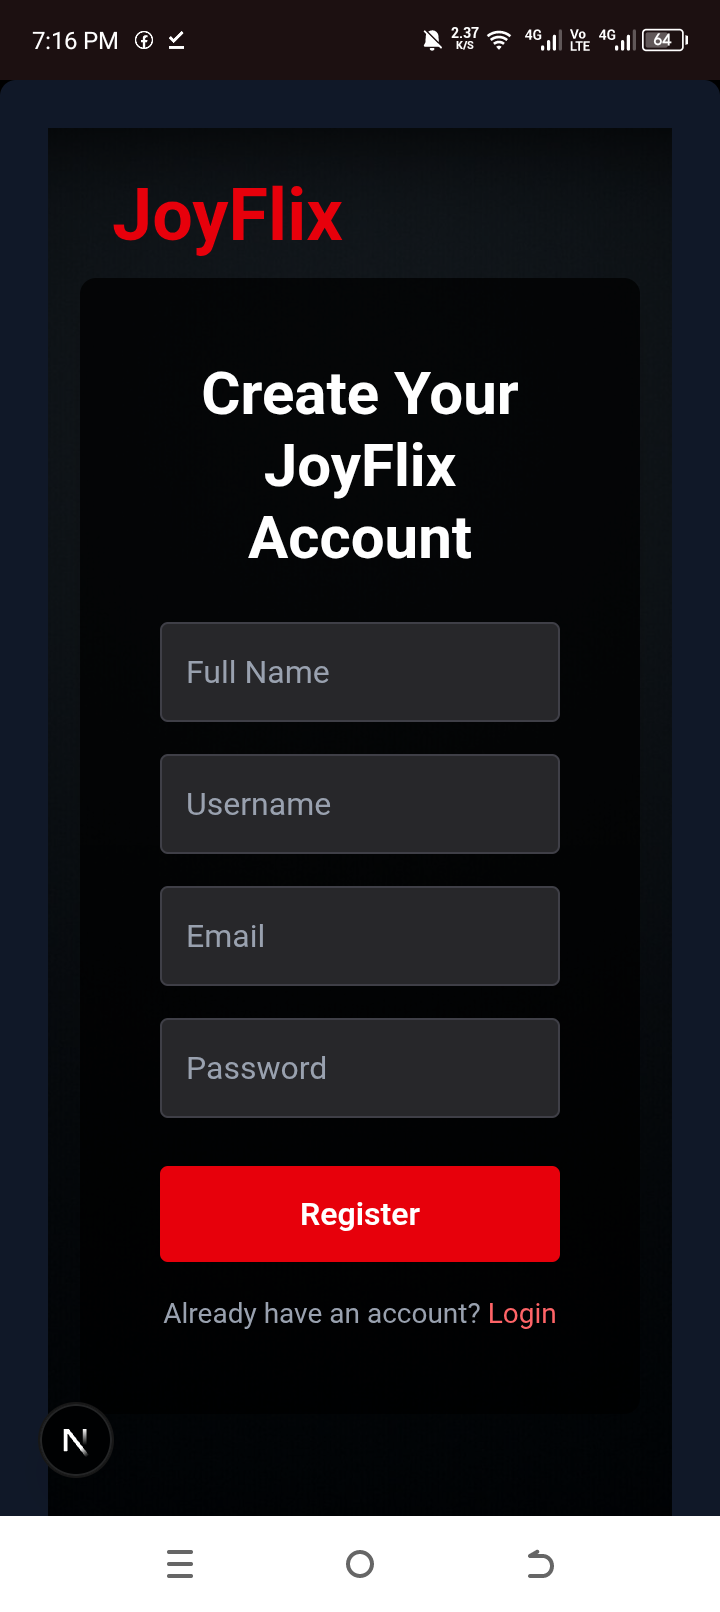 7:16 PM
2.37
K/S
4G
Vo
LTE
4G
64
JoyFlix
Create Your
JoyFlix
Account
Full Name
Username
Email
Password
Register
Already have an account? Login
N